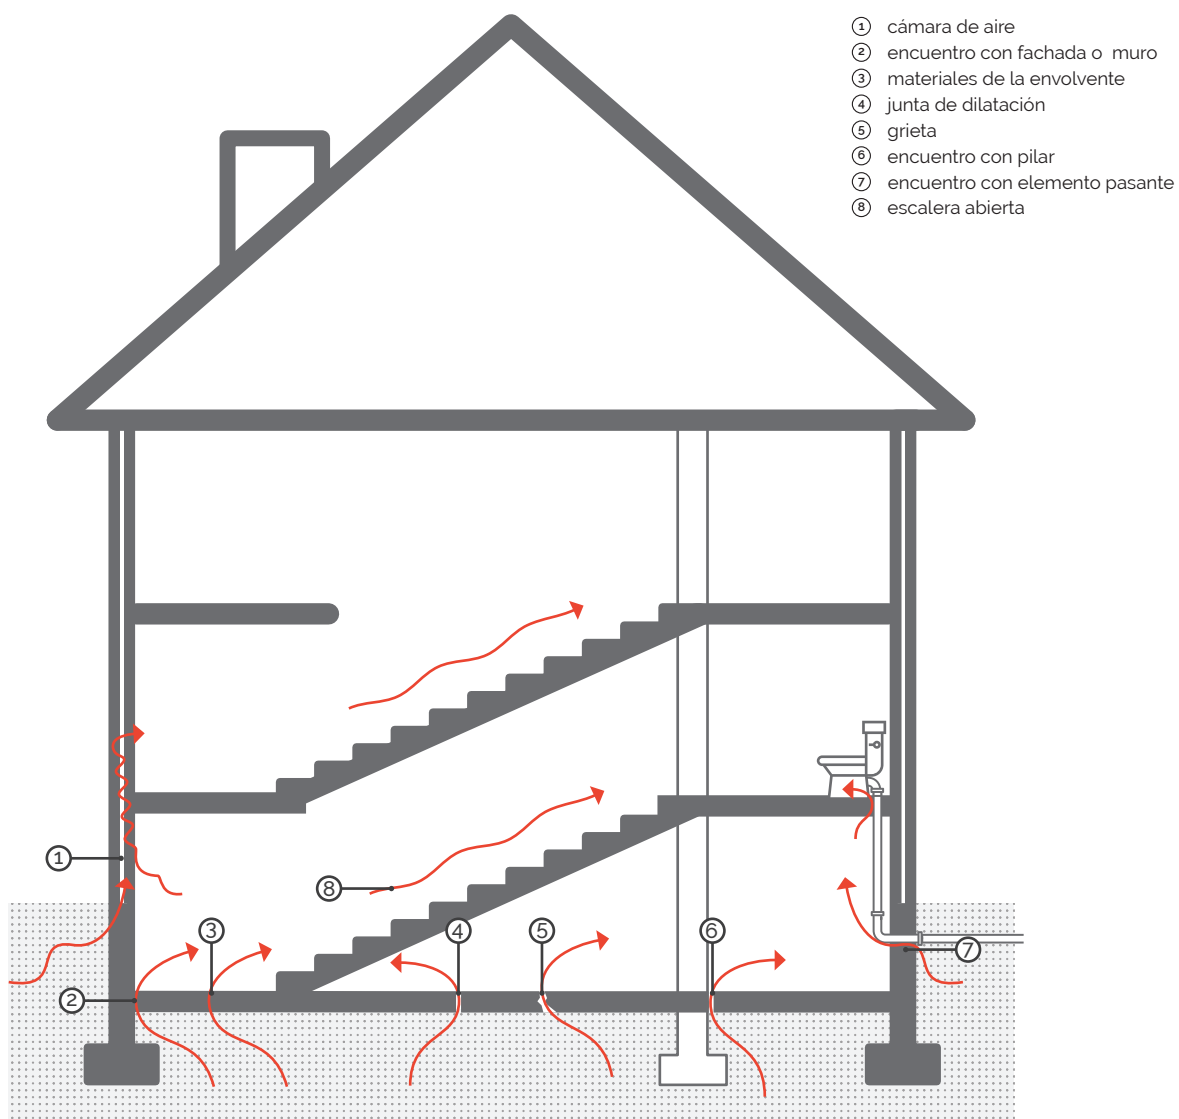 1 cámara de aire
2 encuentro con fachada o muro
3 materiales de la envolvente
4 junta de dilatación
5 grieta
6 encuentro con pilar
7 encuentro con elemento pasante
8 escalera abierta
1
8
3
4
5
6
7
2